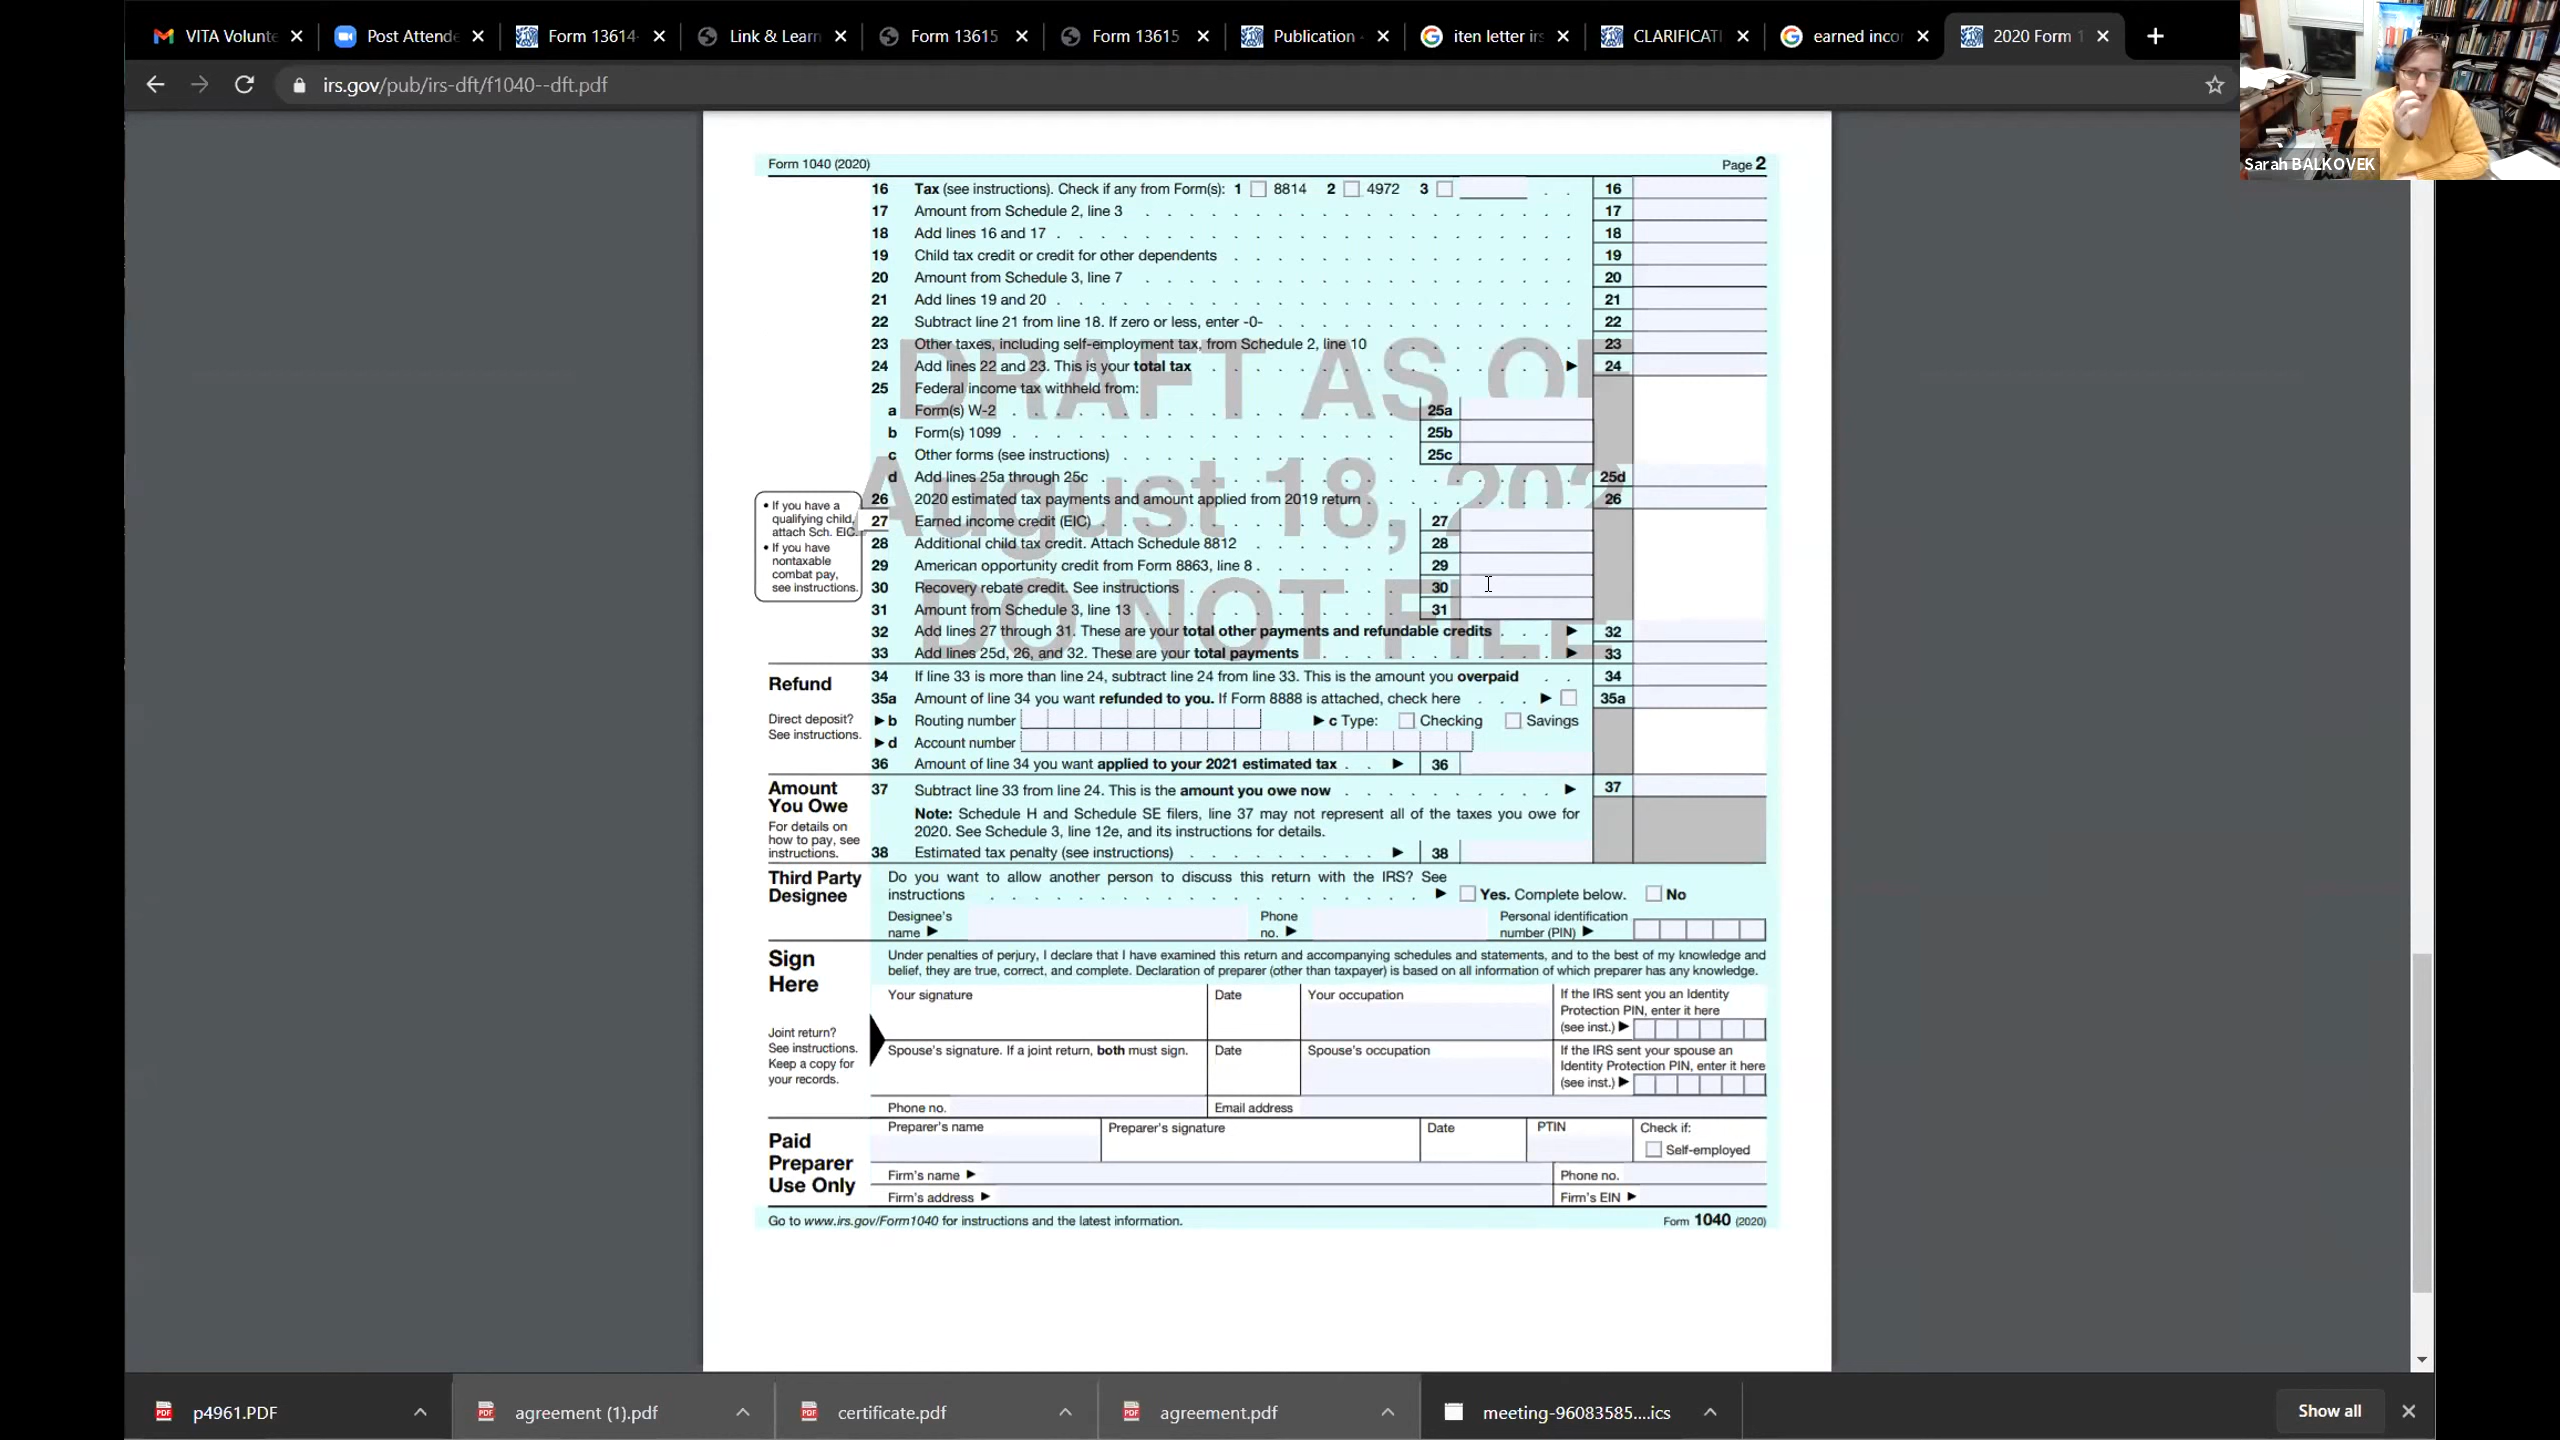 VITA Volunte
Post Attende
Form 13614-
Link & Learn
Form 13615
Form 13615
Publication
iten letter irs
CLARIFICATI
earned inco
2020 Form 1
irs.gov/pub/irs-dft/f1040--dft.pdf
Sarah BALKOVEK
Form 1040 (2020) Page 2
16 Tax (see instructions). Check if any from Form(s): 1 8814 2 4972 3 . . 16
17 Amount from Schedule 2, line 3 17
18 Add lines 16 and 17 18
19 Child tax credit or credit for other dependents 19
20 Amount from Schedule 3, line 7 20
21 Add lines 19 and 20 21
22 Subtract line 21 from line 18. If zero or less, enter -0- 22
23 Other taxes, including self-employment tax, from Schedule 2, line 10 23
24 Add lines 22 and 23. This is your total tax ▶ 24
25 Federal income tax withheld from:
a Form(s) W-2 25a
b Form(s) 1099 25b
c Other forms (see instructions) 25c
d Add lines 25a through 25c 25d
26 2020 estimated tax payments and amount applied from 2019 return 26
• If you have a
qualifying child,
attach Sch. EIC.
• If you have
nontaxable
combat pay,
see instructions.
27 Earned income credit (EIC) 27
28 Additional child tax credit. Attach Schedule 8812 28
29 American opportunity credit from Form 8863, line 8 29
30 Recovery rebate credit. See instructions 30
31 Amount from Schedule 3, line 13 31
32 Add lines 27 through 31. These are your total other payments and refundable credits ▶ 32
33 Add lines 25d, 26, and 32. These are your total payments ▶ 33
DRAFT AS OF
August 18, 202
DO NOT FILE
Refund
Direct deposit?
See instructions.
34 If line 33 is more than line 24, subtract line 24 from line 33. This is the amount you overpaid 34
35a Amount of line 34 you want refunded to you. If Form 8888 is attached, check here ▶ 35a
▶ b Routing number ▶ c Type: Checking Savings
▶ d Account number
36 Amount of line 34 you want applied to your 2021 estimated tax ▶ 36
Amount
You Owe
For details on
how to pay, see
instructions.
37 Subtract line 33 from line 24. This is the amount you owe now ▶ 37
Note: Schedule H and Schedule SE filers, line 37 may not represent all of the taxes you owe for
2020. See Schedule 3, line 12e, and its instructions for details.
38 Estimated tax penalty (see instructions) ▶ 38
Third Party
Designee
Do you want to allow another person to discuss this return with the IRS? See
instructions ▶ Yes. Complete below. No
Designee's
name ▶
Phone
no. ▶
Personal identification
number (PIN) ▶
Sign
Here
Joint return?
See instructions.
Keep a copy for
your records.
Under penalties of perjury, I declare that I have examined this return and accompanying schedules and statements, and to the best of my knowledge and
belief, they are true, correct, and complete. Declaration of preparer (other than taxpayer) is based on all information of which preparer has any knowledge.
Your signature
Date
Your occupation
If the IRS sent you an Identity
Protection PIN, enter it here
(see inst.) ▶
Spouse's signature. If a joint return, both must sign.
Date
Spouse's occupation
If the IRS sent your spouse an
Identity Protection PIN, enter it here
(see inst.) ▶
Phone no.
Email address
Paid
Preparer
Use Only
Preparer's name
Preparer's signature
Date
PTIN
Check if:
Self-employed
Firm's name ▶
Phone no.
Firm's address ▶
Firm's EIN ▶
Go to www.irs.gov/Form1040 for instructions and the latest information.
Form 1040 (2020)
p4961.PDF
agreement (1).pdf
certificate.pdf
agreement.pdf
meeting-96083585....ics
Show all